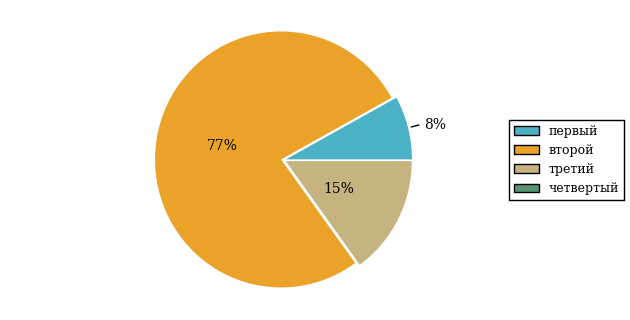 8%
77%
15%
первый
второй
третий
четвертый